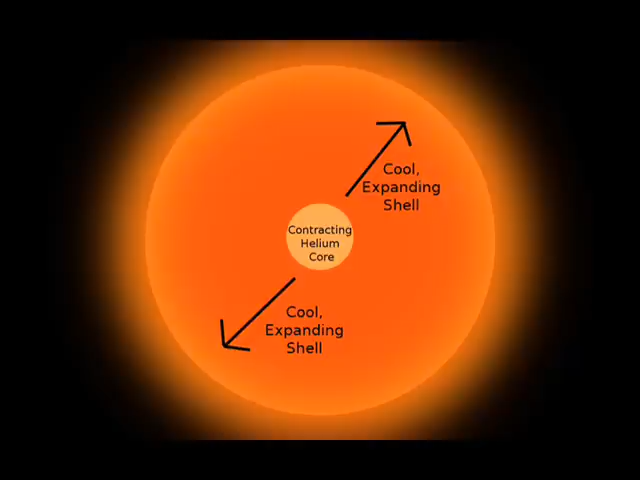 Cool,
Expanding
Shell
Contracting
Helium
Core
Cool,
Expanding
Shell